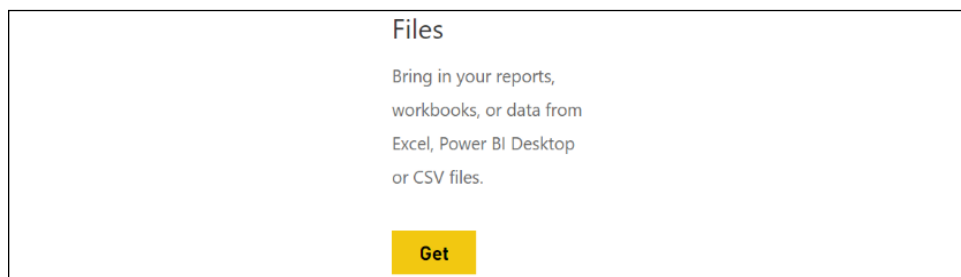 Files
Bring in your reports,
workbooks, or data from
Excel, Power BI Desktop
or CSV files.
Get